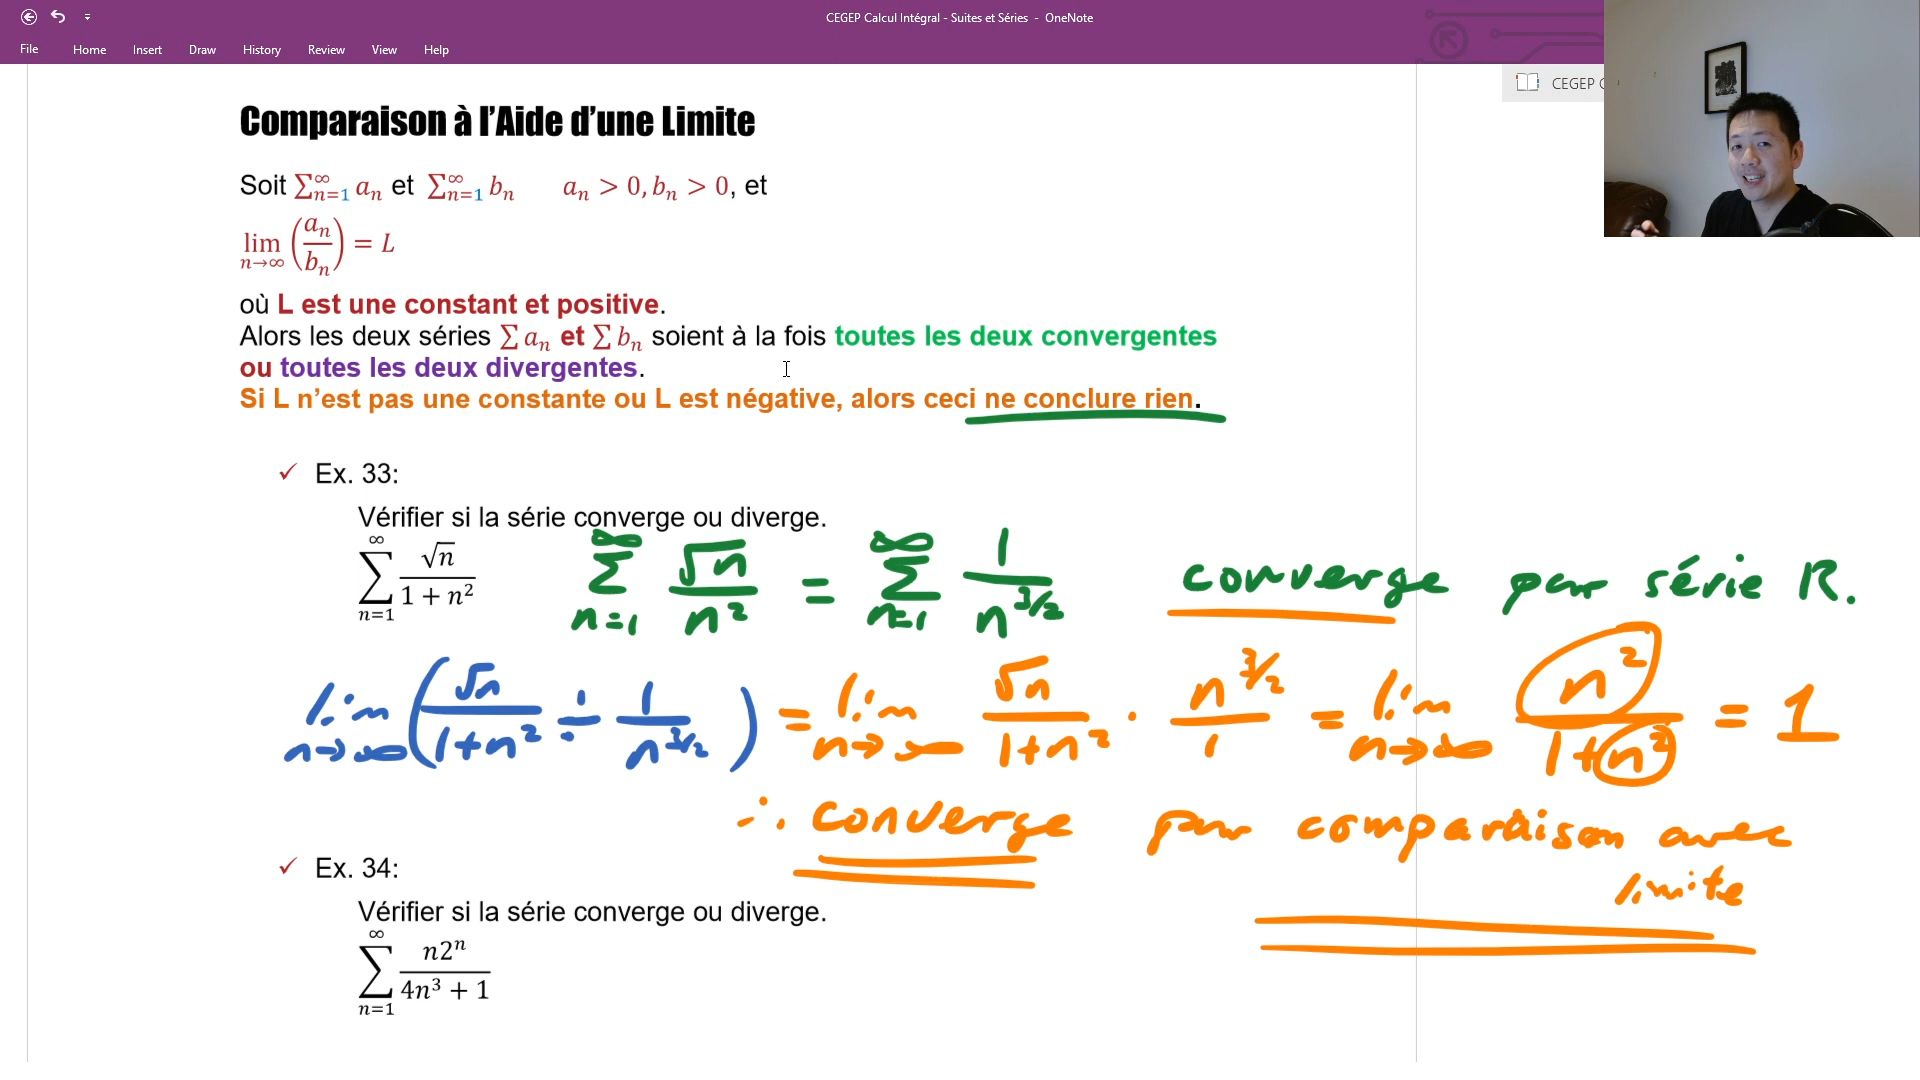 CEGEP Calcul Intégral - Suites et Séries - OneNote
File Home Insert Draw History Review View Help
CEGEP C
Comparaison à l'Aide d'une Limite
Soit ∑_{n=1}^{∞} a_n et ∑_{n=1}^{∞} b_n a_n > 0, b_n > 0, et
lim_{n→∞} (a_n/b_n) = L
où L est une constant et positive.
Alors les deux séries ∑ a_n et ∑ b_n soient à la fois toutes les deux convergentes
ou toutes les deux divergentes.
Si L n'est pas une constante ou L est négative, alors ceci ne conclure rien.
✓ Ex. 33:
Vérifier si la série converge ou diverge.
∑_{n=1}^{∞} √n/(1 + n²) ∑_{n=1}^{∞} √n/n² = ∑_{n=1}^{∞} 1/n^{3/2} converge par série R.
lim_{n→∞} (√n/(1+n²) ÷ 1/n^{3/2}) = lim_{n→∞} √n/(1+n²) · n^{3/2}/1 = lim_{n→∞} n²/(1+n²) = 1
∴ converge par comparaison avec
limite
✓ Ex. 34:
Vérifier si la série converge ou diverge.
∑_{n=1}^{∞} n2ⁿ/(4n³ + 1)